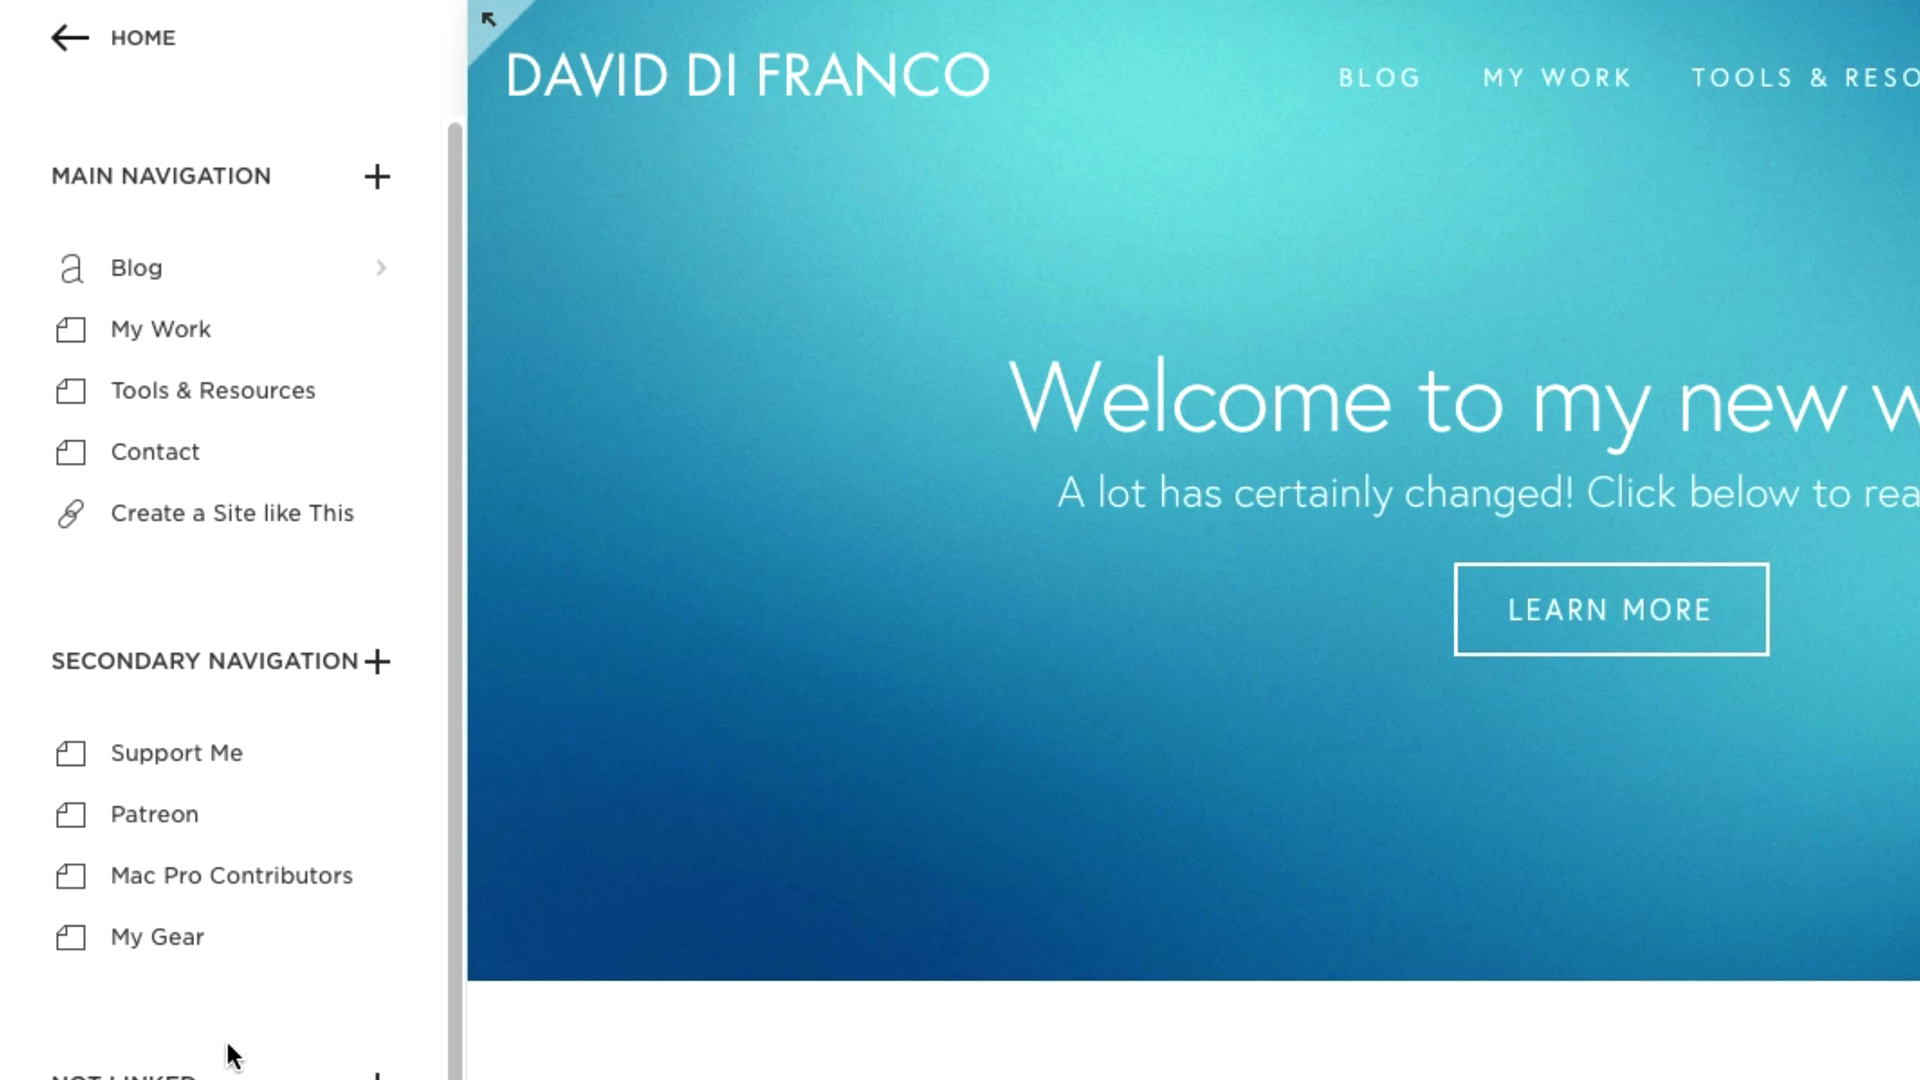 HOME
MAIN NAVIGATION
Blog
My Work
Tools & Resources
Contact
Create a Site like This
SECONDARY NAVIGATION
Support Me
Patreon
Mac Pro Contributors
My Gear
NOT LINKED
DAVID DI FRANCO
BLOG MY WORK TOOLS & RESO
Welcome to my new w
A lot has certainly changed! Click below to rea
LEARN MORE